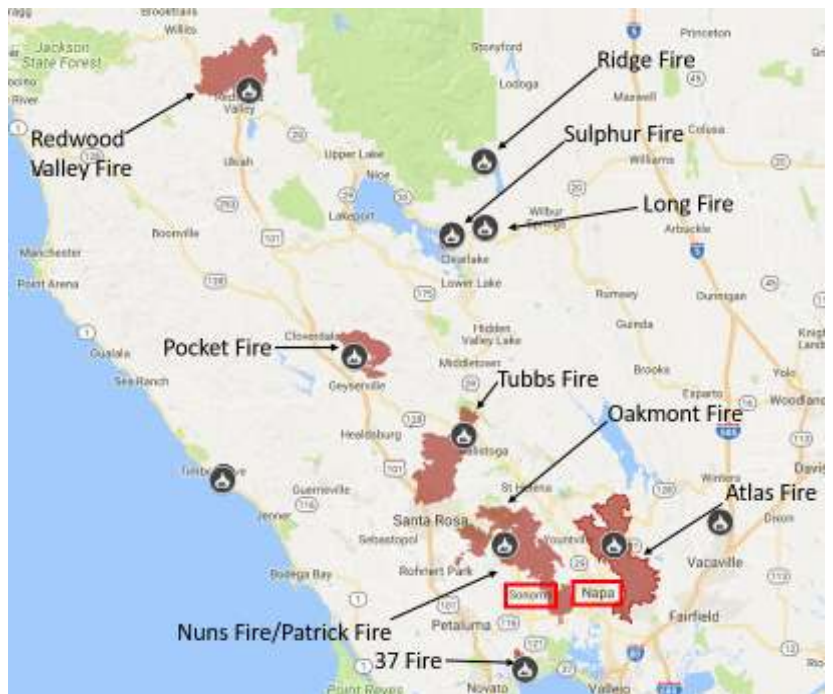 Brooktrails
Willits
Jackson
State Forest
Stonyford
Lodoga
Princeton
Ridge Fire
Maxwell
Colusa
Redwood
Valley Fire
Valley
Ukiah
Upper Lake
Nice
Sulphur Fire
Williams
Lakeport
Wilbur
Springs
Long Fire
Arbuckle
Boonville
Clearlake
Lower Lake
Manchester
Point Arena
Rumsey
Dunnigan
Guinda
Hidden
Valley Lake
Cloverdale
Pocket Fire
Gualala
Sea Ranch
Geyserville
Middletown
Brooks
Yolo
Esparto
Woodland
Tubbs Fire
Oakmont Fire
Healdsburg
Calistoga
Winters
Davis
St Helena
Atlas Fire
Guerneville
Jenner
Santa Rosa
Sebastopol
Yountville
Dixon
Vacaville
Rohnert Park
Bodega Bay
Sonoma
Napa
Fairfield
Nuns Fire/Patrick Fire
Petaluma
37 Fire
Novato
Vallejo
Point Reyes